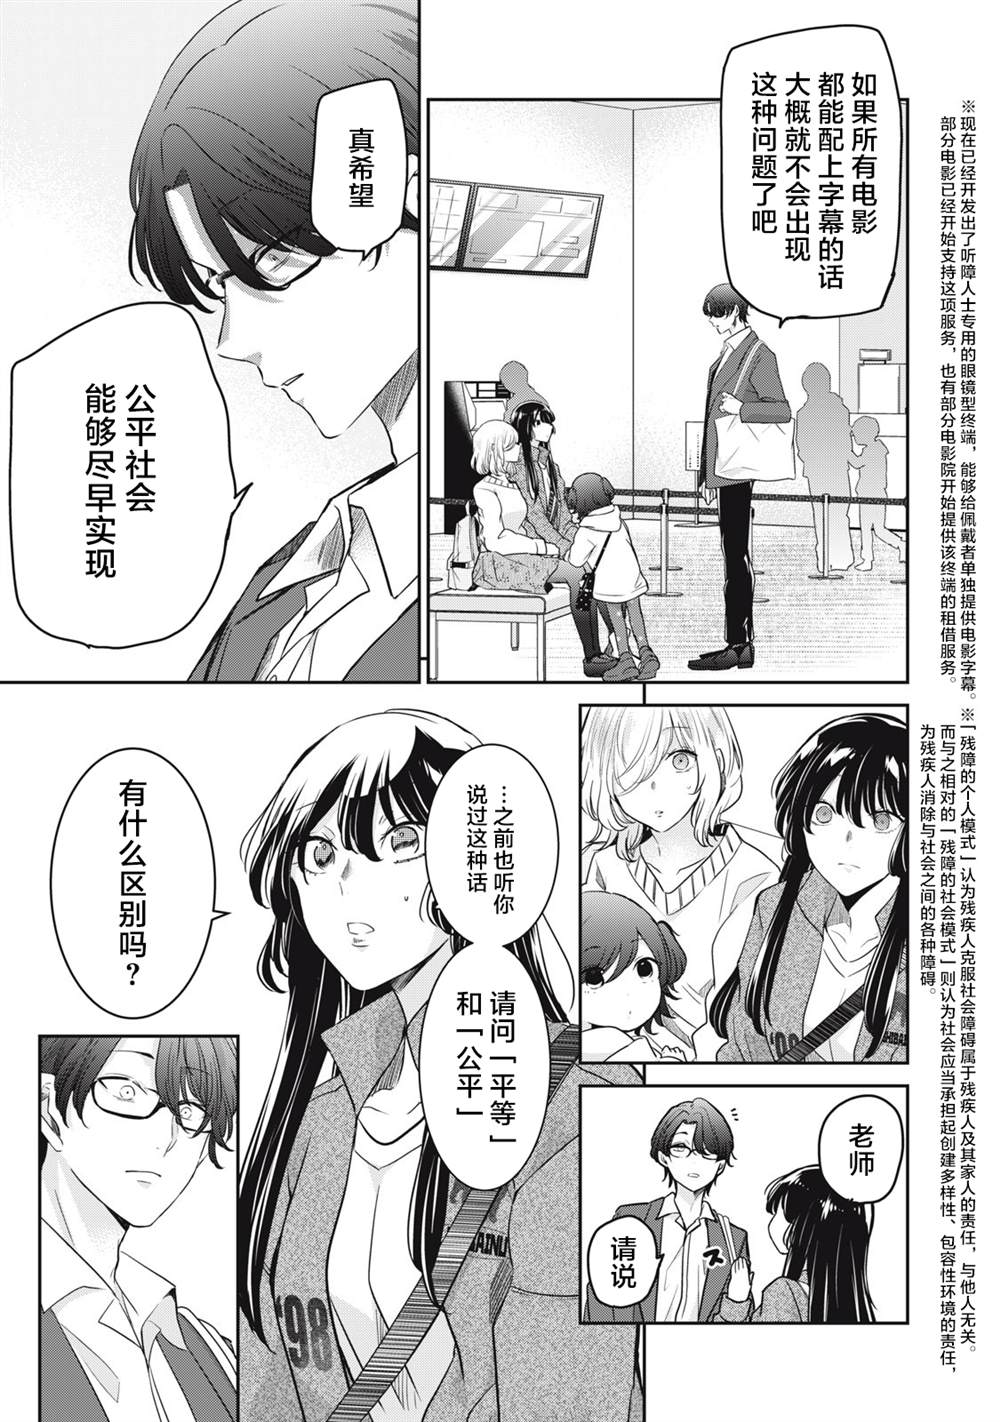 如果所有电影
都能配上字幕的话
大概就不会出现
这种问题了吧
真希望
公平社会
能够尽早实现
※现在已经开发出了听障人士专用的眼镜型终端，能够给佩戴者单独提供电影字幕。
部分电影已经开始支持这项服务，也有部分电影院开始提供该终端的租借服务。
※「残障的个人模式」认为残疾人克服社会障碍属于残疾人及其家人的责任，与他人无关。
而与之相对的「残障的社会模式」则认为社会应当承担起创建多样性、包容性环境的责任，
为残疾人消除与社会之间的各种障碍。
'98
HIBAINU
老师
ス
请说
…之前也听你
说过这种话
请问「平等」
和「公平」
有什么区别吗?
IBAINU
'98